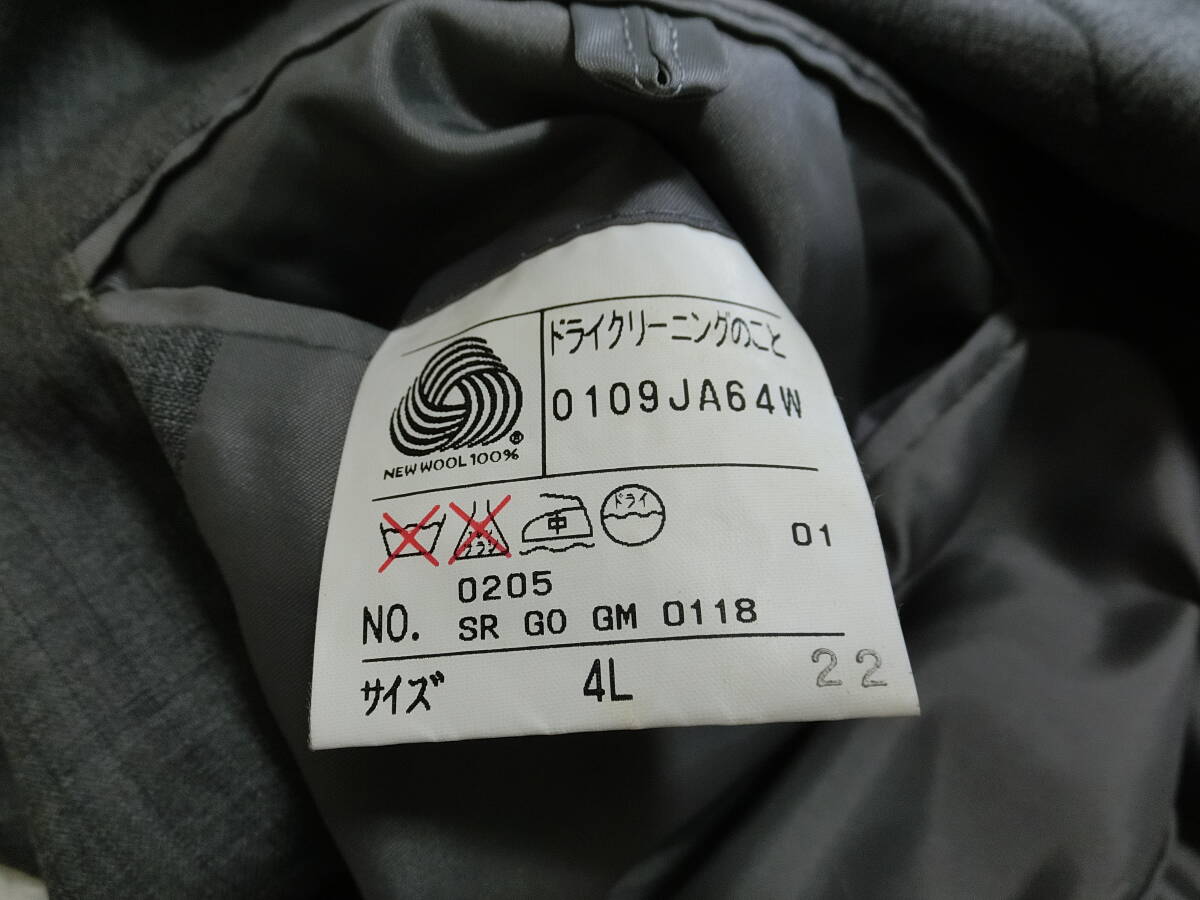 ドライクリーニングのこと
0109JA64W
®
NEW WOOL 100%
中
ドライ
01
0205
NO. SR GO GM 0118
サイズ 4L 22